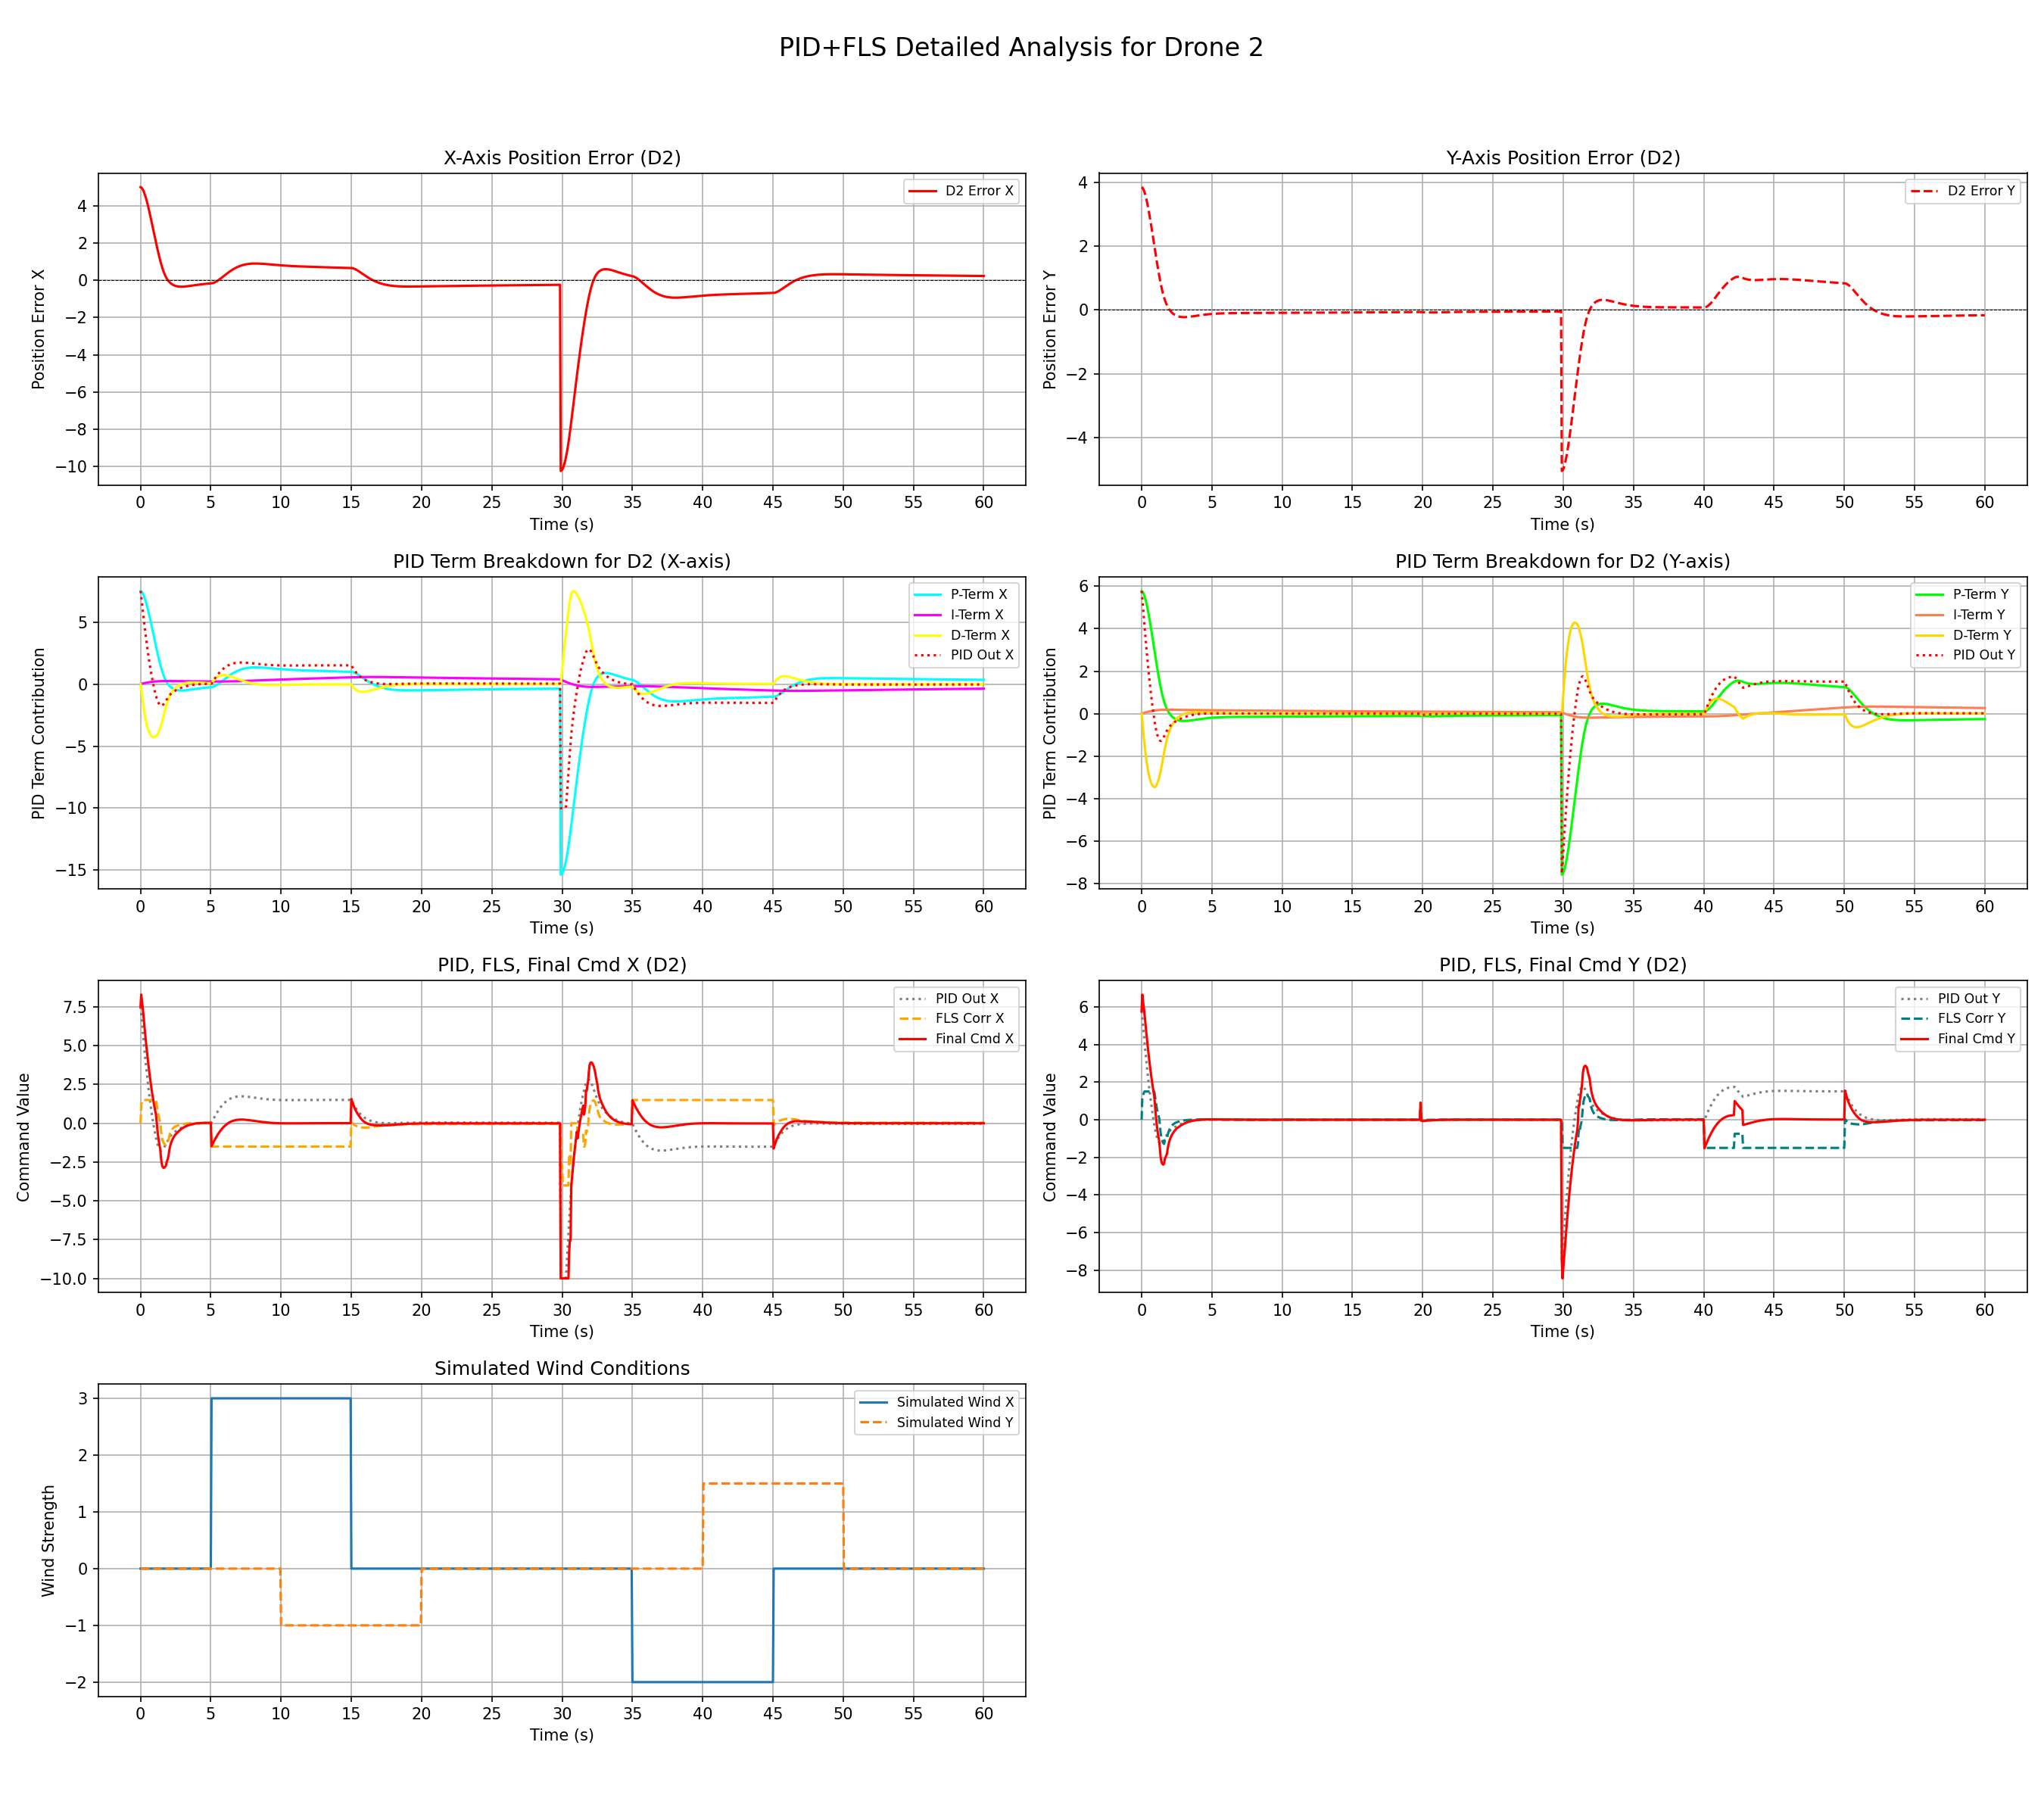 PID+FLS Detailed Analysis for Drone 2
X-Axis Position Error (D2)
Position Error X
4
2
0
−2
−4
−6
−8
−10
D2 Error X
0 5 10 15 20 25 30 35 40 45 50 55 60
Time (s)
Y-Axis Position Error (D2)
Position Error Y
4
2
0
−2
−4
D2 Error Y
0 5 10 15 20 25 30 35 40 45 50 55 60
Time (s)
PID Term Breakdown for D2 (X-axis)
PID Term Contribution
5
0
−5
−10
−15
P-Term X
I-Term X
D-Term X
PID Out X
0 5 10 15 20 25 30 35 40 45 50 55 60
Time (s)
PID Term Breakdown for D2 (Y-axis)
PID Term Contribution
6
4
2
0
−2
−4
−6
−8
P-Term Y
I-Term Y
D-Term Y
PID Out Y
0 5 10 15 20 25 30 35 40 45 50 55 60
Time (s)
PID, FLS, Final Cmd X (D2)
Command Value
7.5
5.0
2.5
0.0
−2.5
−5.0
−7.5
−10.0
PID Out X
FLS Corr X
Final Cmd X
0 5 10 15 20 25 30 35 40 45 50 55 60
Time (s)
PID, FLS, Final Cmd Y (D2)
Command Value
6
4
2
0
−2
−4
−6
−8
PID Out Y
FLS Corr Y
Final Cmd Y
0 5 10 15 20 25 30 35 40 45 50 55 60
Time (s)
Simulated Wind Conditions
Wind Strength
3
2
1
0
−1
−2
Simulated Wind X
Simulated Wind Y
0 5 10 15 20 25 30 35 40 45 50 55 60
Time (s)